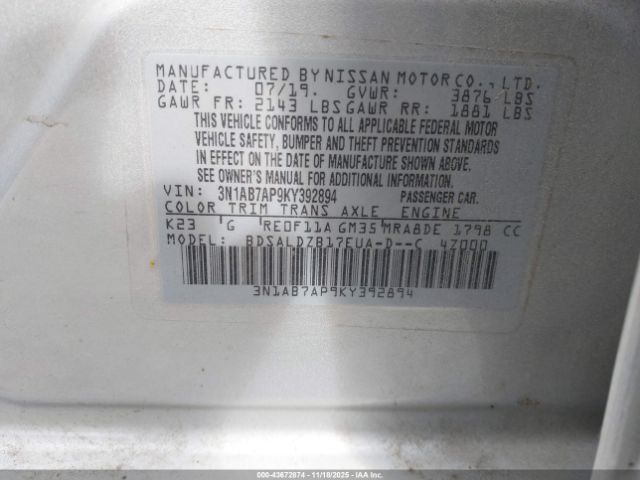 MANUFACTURED BY NISSAN MOTOR CO., LTD.
DATE: 07/19. GVWR: 3876 LBS
GAWR FR: 2143 LBS GAWR RR: 1881 LBS
THIS VEHICLE CONFORMS TO ALL APPLICABLE FEDERAL MOTOR
VEHICLE SAFETY, BUMPER AND THEFT PREVENTION STANDARDS
IN EFFECT ON THE DATE OF MANUFACTURE SHOWN ABOVE.
SEE OWNER'S MANUAL FOR ADDITIONAL INFORMATION.
VIN: 3N1AB7AP9KY392894 PASSENGER CAR.
COLOR TRIM TRANS AXLE ENGINE
K23 G RE0F11A GM35 MRA8DE 1798 CC
MODEL: BDSALDZB17EUA-D--C 4Z000
3N1AB7AP9KY392894
000-43672874 | 11/18/2025 - IAA, Inc.